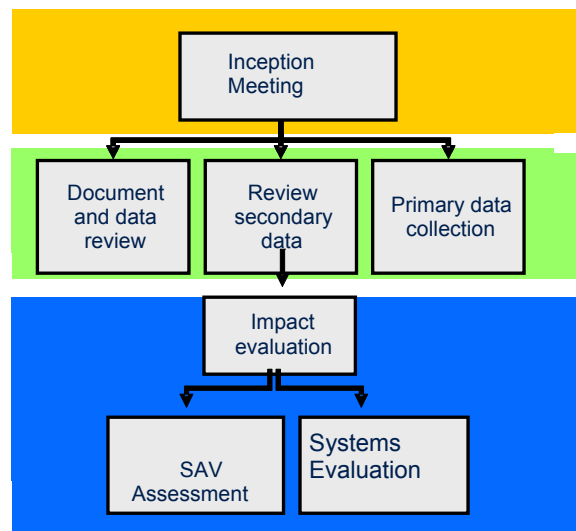 Inception
Meeting
Document
and data
review
Review
secondary
data
Primary data
collection
Impact
evaluation
SAV
Assessment
Systems
Evaluation